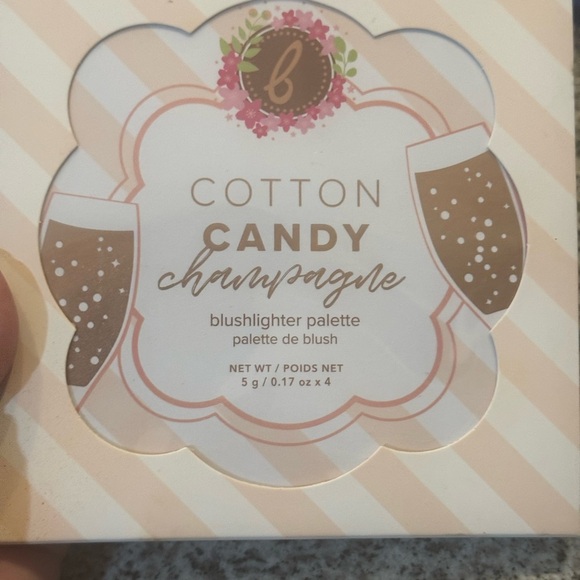 b
COTTON
CANDY
champagne
blushlighter palette
palette de blush
NET WT / POIDS NET
5 g / 0.17 oz x 4